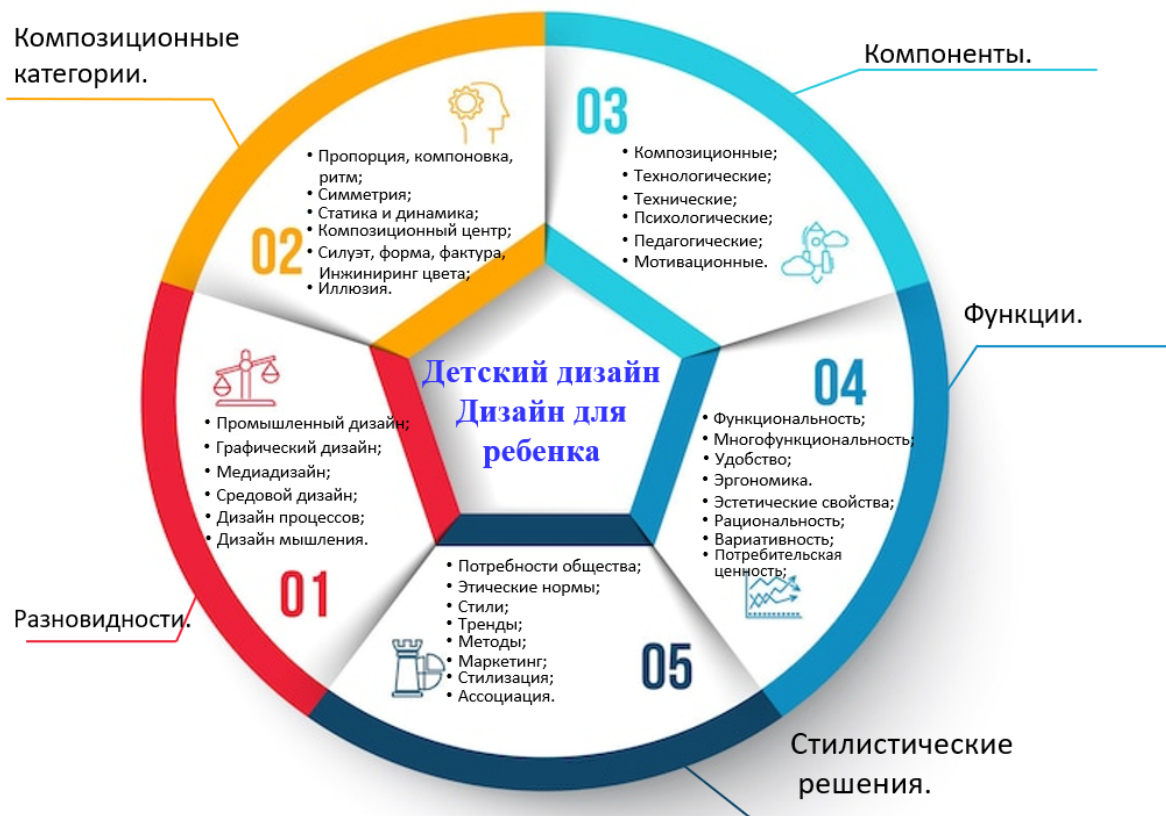 Композиционные
категории.
Компоненты.
03
• Композиционные;
• Технологические;
• Технические;
• Психологические;
• Педагогические;
• Мотивационные.
• Пропорция, компоновка,
ритм;
• Симметрия;
• Статика и динамика;
• Композиционный центр;
• Силуэт, форма, фактура,
Инжиниринг цвета;
• Иллюзия.
02
Функции.
04
• Функциональность;
• Многофункциональность;
• Удобство;
• Эргономика.
• Эстетические свойства;
• Рациональность;
• Вариативность;
• Потребительская
ценность;
Детский дизайн
Дизайн для
ребенка
• Промышленный дизайн;
• Графический дизайн;
• Медиадизайн;
• Средовой дизайн;
• Дизайн процессов;
• Дизайн мышления.
01
Разновидности.
• Потребности общества;
• Этические нормы;
• Стили;
• Тренды;
• Методы;
• Маркетинг;
• Стилизация;
• Ассоциация.
05
Стилистические
решения.